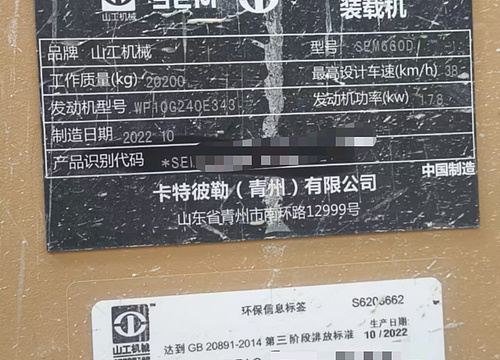 山工机械 SEM 装载机
品牌 山工机械 型号 SEM660D
工作质量(kg) 20200 最高设计车速(km/h) 38
发动机型号 WP10G240E343 发动机功率(kw) 178
制造日期 2022 10
产品识别代码 *SE
中国制造
卡特彼勒（青州）有限公司
山东省青州市南环路12999号
环保信息标签 S6206662
山工机械 生产日期:
达到 GB 20891-2014 第三阶段排放标准 10/2022